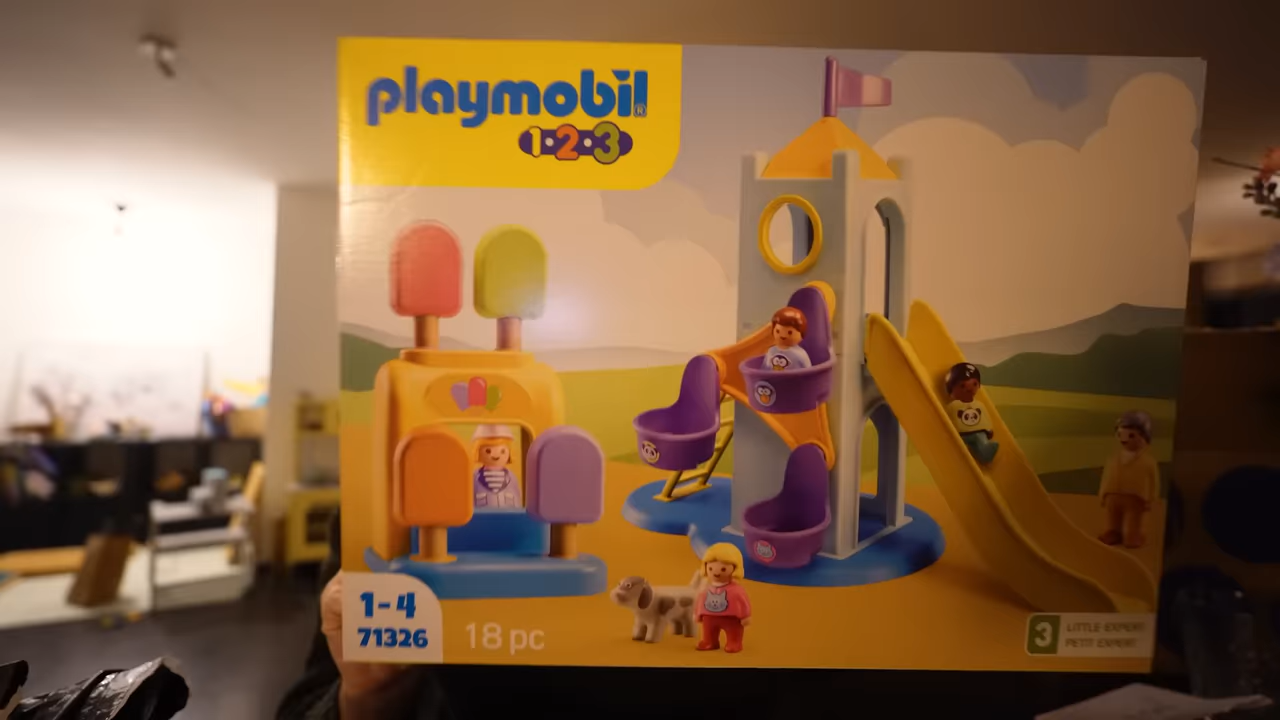 playmobil®
1·2·3
1-4
71326
18 pc
3
LITTLE EXPERT
PETIT EXPERT